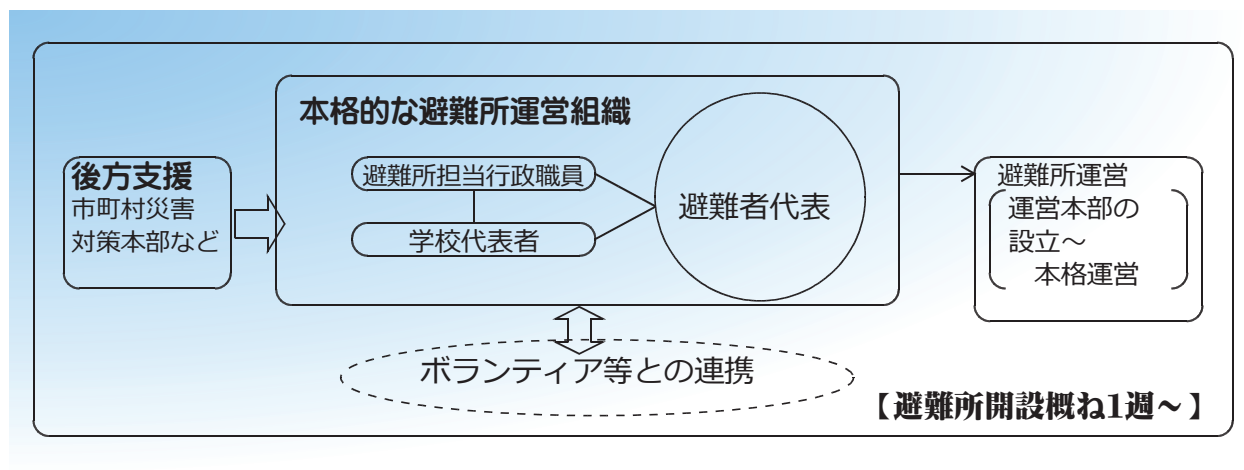 本格的な避難所運営組織
後方支援
市町村災害
対策本部など
避難所担当行政職員
学校代表者
避難者代表
避難所運営
運営本部の
設立～
本格運営
ボランティア等との連携
【避難所開設概ね1週～】